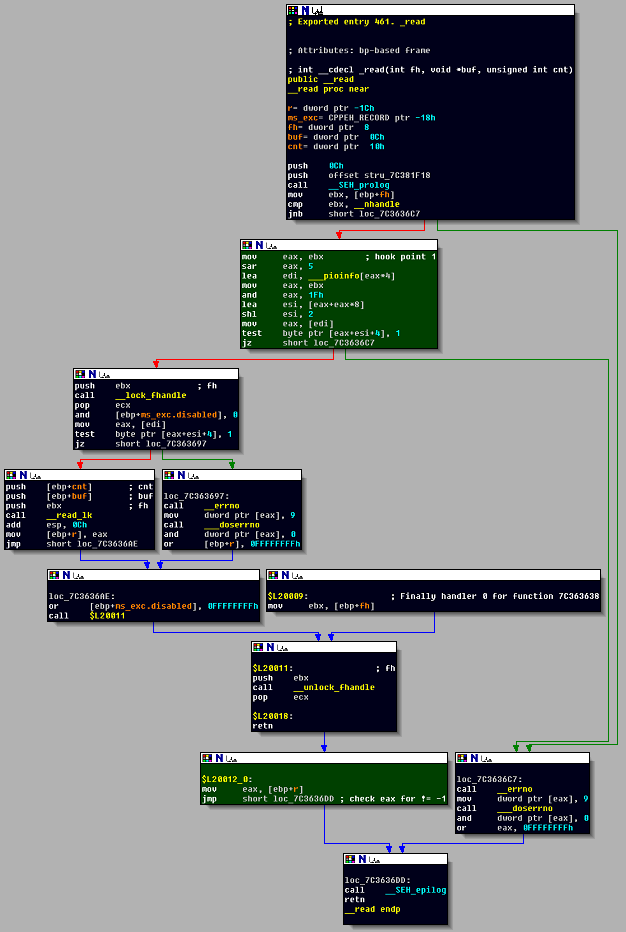 ; Exported entry 461. _read
; Attributes: bp-based frame
; int __cdecl _read(int fh, void *buf, unsigned int cnt)
public __read
__read proc near
r= dword ptr -1Ch
ms_exc= CPPEH_RECORD ptr -18h
fh= dword ptr  8
buf= dword ptr  0Ch
cnt= dword ptr  10h
push    0Ch
push    offset stru_7C381F18
call    __SEH_prolog
mov     ebx, [ebp+fh]
cmp     ebx, __nhandle
jnb     short loc_7C3636C7
mov     eax, ebx        ; hook point 1
sar     eax, 5
lea     edi, ___pioinfo[eax*4]
mov     eax, ebx
and     eax, 1Fh
lea     esi, [eax+eax*8]
shl     esi, 2
mov     eax, [edi]
test    byte ptr [eax+esi+4], 1
jz      short loc_7C3636C7
push    ebx             ; fh
call    __lock_fhandle
pop     ecx
and     [ebp+ms_exc.disabled], 0
mov     eax, [edi]
test    byte ptr [eax+esi+4], 1
jz      short loc_7C363697
push    [ebp+cnt]       ; cnt
push    [ebp+buf]       ; buf
push    ebx             ; fh
call    __read_lk
add     esp, 0Ch
mov     [ebp+r], eax
jmp     short loc_7C3636AE
loc_7C363697:
call    __errno
mov     dword ptr [eax], 9
call    ___doserrno
and     dword ptr [eax], 0
or      [ebp+r], 0FFFFFFFFh
loc_7C3636AE:
or      [ebp+ms_exc.disabled], 0FFFFFFFFh
call    $L20011
$L20009:                ; Finally handler 0 for function 7C363638
mov     ebx, [ebp+fh]
$L20011:                ; fh
push    ebx
call    __unlock_fhandle
pop     ecx
$L20018:
retn
$L20012_0:
mov     eax, [ebp+r]
jmp     short loc_7C3636DD ; check eax for != -1
loc_7C3636C7:
call    __errno
mov     dword ptr [eax], 9
call    ___doserrno
and     dword ptr [eax], 0
or      eax, 0FFFFFFFFh
loc_7C3636DD:
call    __SEH_epilog
retn
__read endp